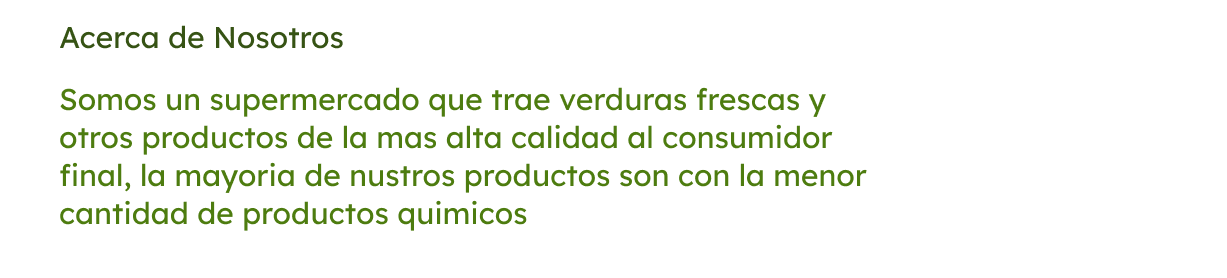 Acerca de Nosotros
Somos un supermercado que trae verduras frescas y
otros productos de la mas alta calidad al consumidor
final, la mayoria de nustros productos son con la menor
cantidad de productos quimicos